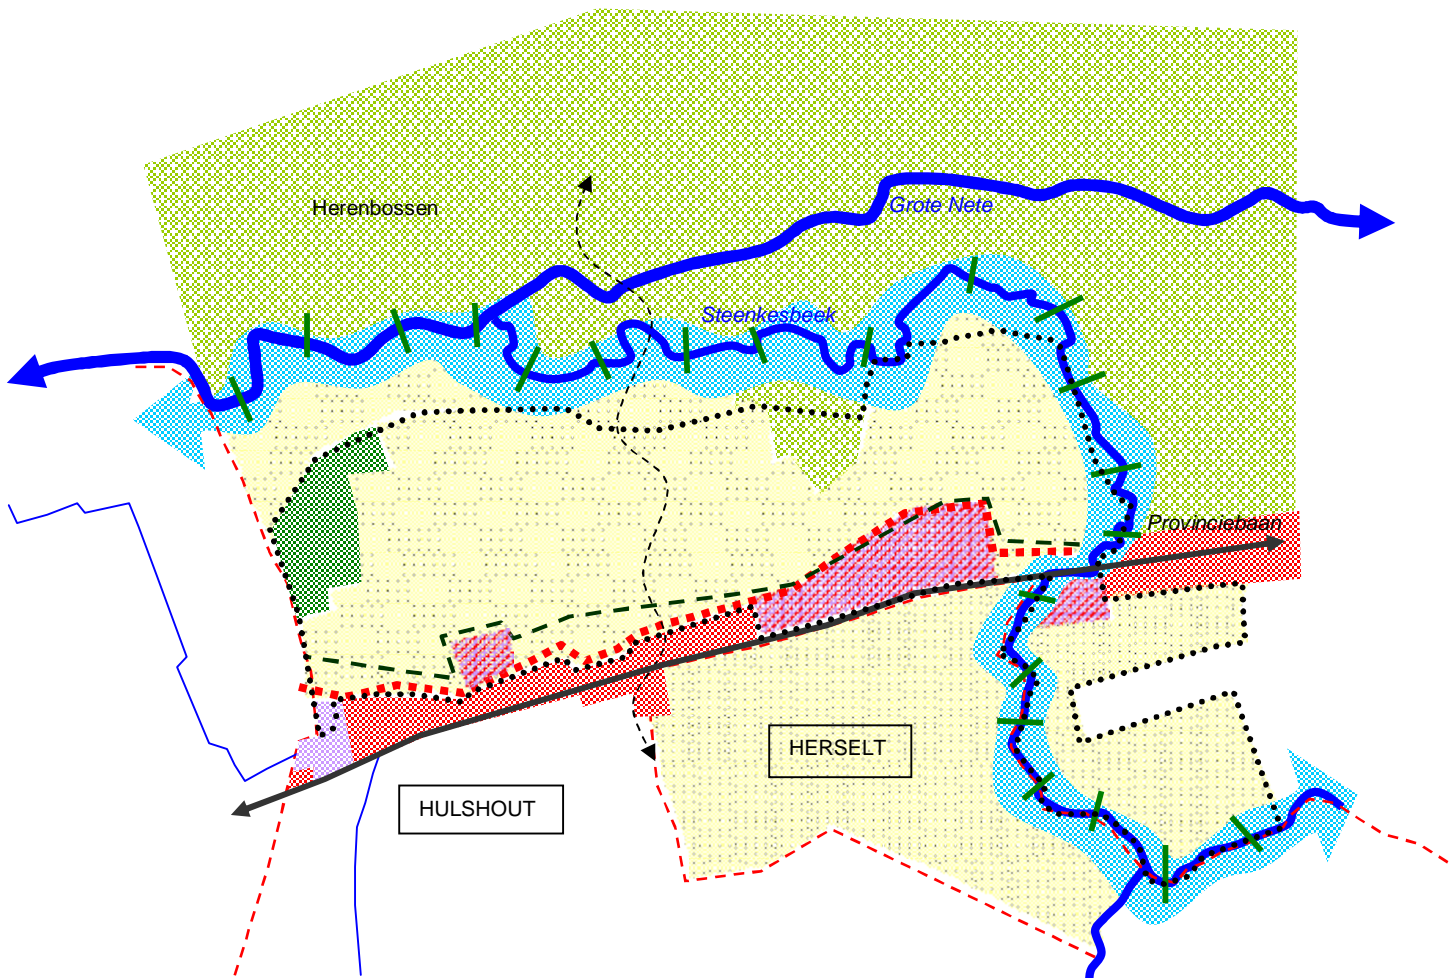 Herenbossen
Grote Nete
Steenkesbeek
Provinciebaan
HERSELT
HULSHOUT